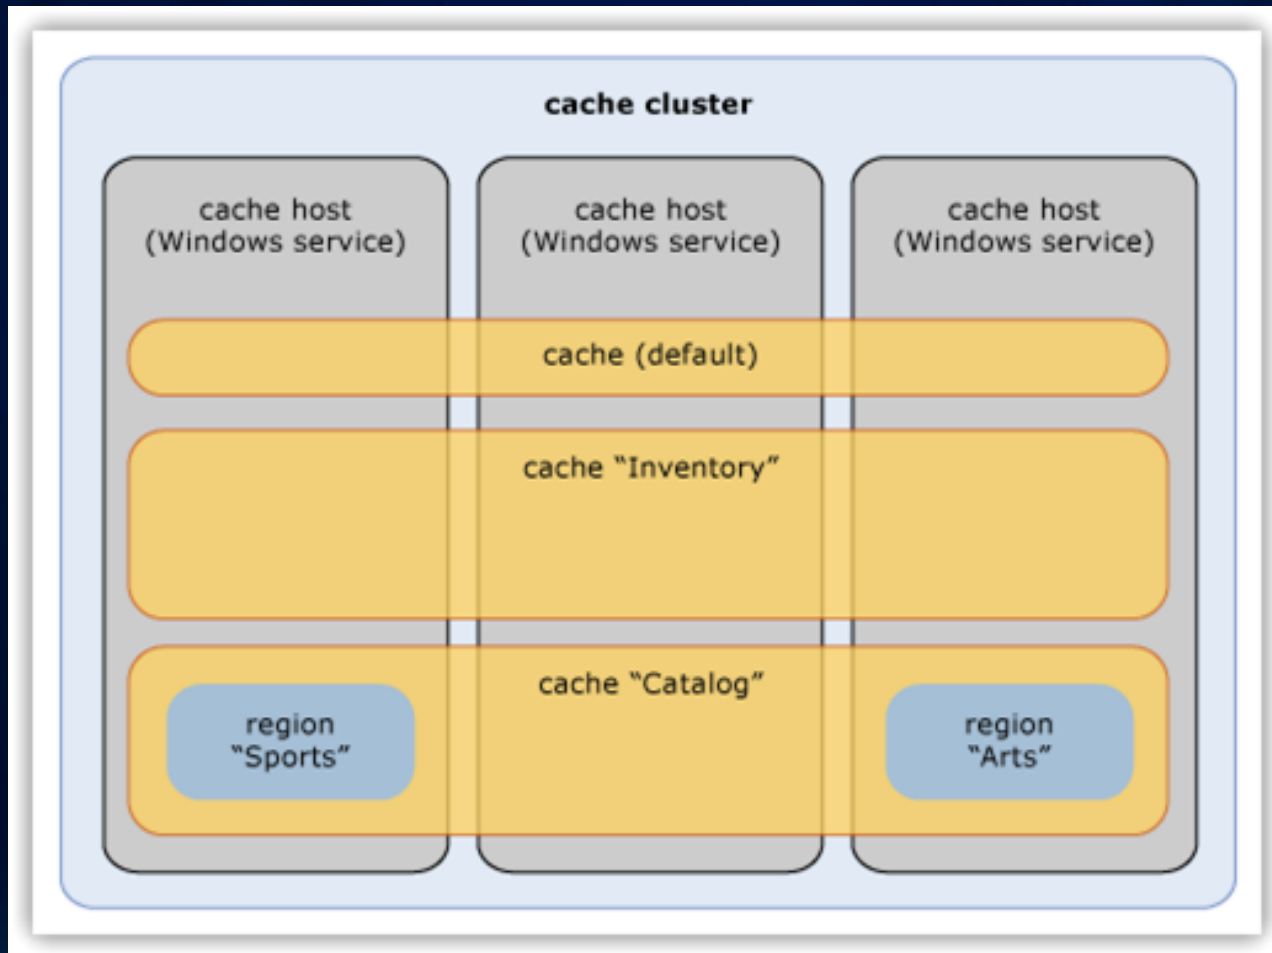 cache cluster
cache host
(Windows service)
cache host
(Windows service)
cache host
(Windows service)
cache (default)
cache “Inventory”
cache “Catalog”
region
“Sports”
region
“Arts”